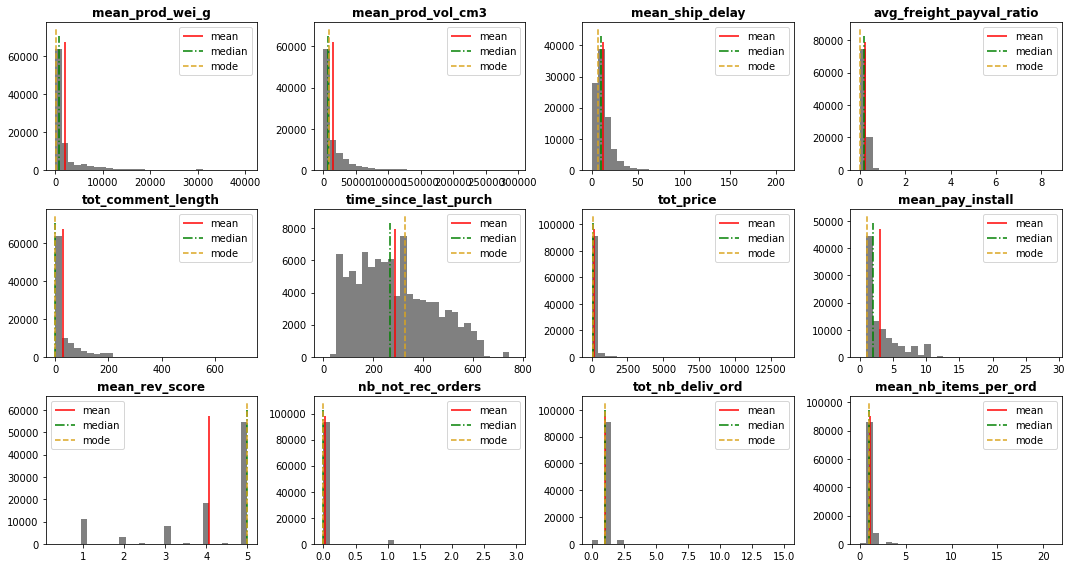 mean_prod_wei_g
mean
median
mode
70000
60000
50000
40000
30000
20000
10000
0
0 10000 20000 30000 40000
mean_prod_vol_cm3
mean
median
mode
60000
40000
20000
0
0 50000 100000 150000 200000 250000 300000
mean_ship_delay
mean
median
mode
40000
30000
20000
10000
0
0 50 100 150 200
avg_freight_payval_ratio
mean
median
mode
80000
60000
40000
20000
0
0 2 4 6 8
tot_comment_length
mean
median
mode
70000
60000
50000
40000
30000
20000
10000
0
0 200 400 600
time_since_last_purch
mean
median
mode
8000
6000
4000
2000
0
0 200 400 600 800
tot_price
mean
median
mode
100000
80000
60000
40000
20000
0
0 2500 5000 7500 10000 12500
mean_pay_install
mean
median
mode
50000
40000
30000
20000
10000
0
0 5 10 15 20 25 30
mean_rev_score
mean
median
mode
60000
50000
40000
30000
20000
10000
0
1 2 3 4 5
nb_not_rec_orders
mean
median
mode
100000
80000
60000
40000
20000
0
0.0 0.5 1.0 1.5 2.0 2.5 3.0
tot_nb_deliv_ord
mean
median
mode
100000
80000
60000
40000
20000
0
0.0 2.5 5.0 7.5 10.0 12.5 15.0
mean_nb_items_per_ord
mean
median
mode
100000
80000
60000
40000
20000
0
0 5 10 15 20